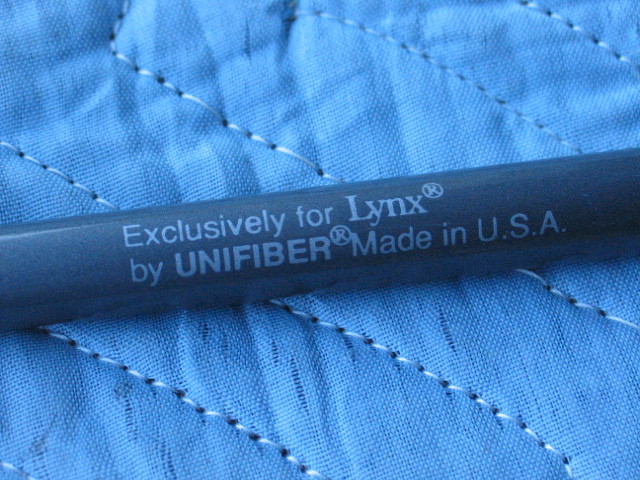 Exclusively for Lynx®
by UNIFIBER® Made in U.S.A.